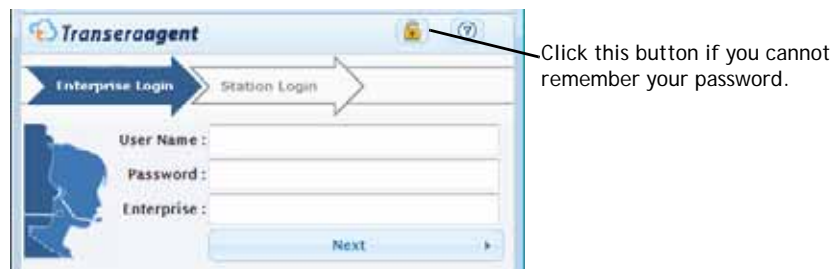 Transeraagent
?
Click this button if you cannot
remember your password.
Enterprise Login
Station Login
User Name :
Password :
Enterprise :
Next